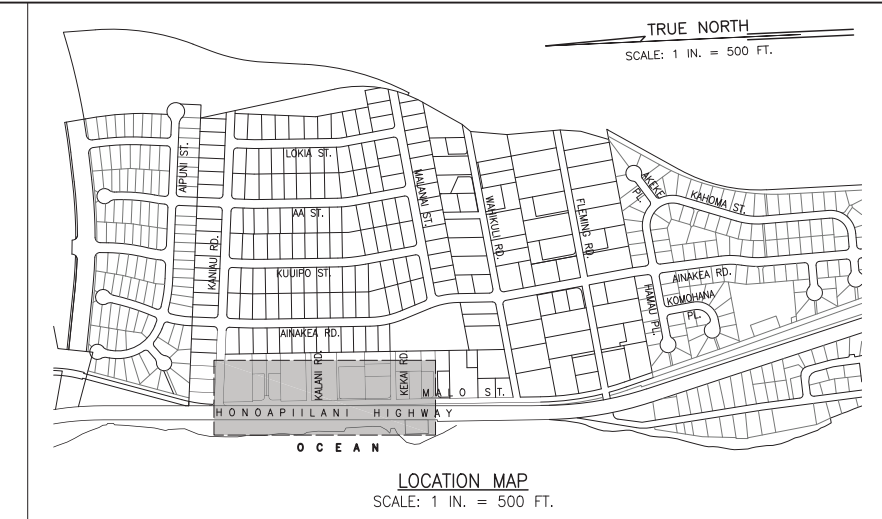 TRUE NORTH
SCALE: 1 IN. = 500 FT.
LOKIA ST.
AIPUNI ST.
AA ST.
KANIAU RD.
KUUIPO ST.
MALANAI ST.
WAHIKULI RD.
FLEMING RD.
AKEKE
PL.
KAHOMA ST.
AINAKEA RD.
HAMAU PL.
KOMOHANA
PL.
AINAKEA RD.
KALANI RD.
KEKAI RD
MALO ST.
HONOAPIILANI HIGHWAY
OCEAN
LOCATION MAP
SCALE: 1 IN. = 500 FT.